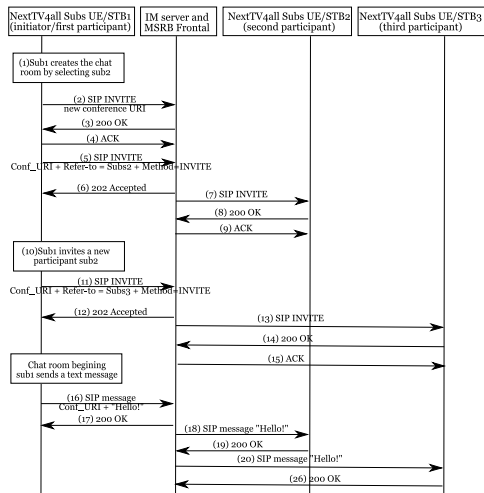 NextTV4all Subs UE/STB1
(initiator/first participant)
IM server and
MSRB Frontal
NextTV4all Subs UE/STB2
(second participant)
NextTV4all Subs UE/STB3
(third participant)
(1)Sub1 creates the chat
room by selecting sub2
(2) SIP INVITE
new conference URI
(3) 200 OK
(4) ACK
(5) SIP INVITE
Conf_URI + Refer-to = Subs2 + Method=INVITE
(6) 202 Accepted
(7) SIP INVITE
(8) 200 OK
(9) ACK
(10)Sub1 invites a new
participant sub2
(11) SIP INVITE
Conf_URI + Refer-to = Subs3 + Method=INVITE
(12) 202 Accepted
(13) SIP INVITE
(14) 200 OK
(15) ACK
Chat room begining
sub1 sends a text message
(16) SIP message
Conf_URI + "Hello!"
(17) 200 OK
(18) SIP message "Hello!"
(19) 200 OK
(20) SIP message "Hello!"
(26) 200 OK